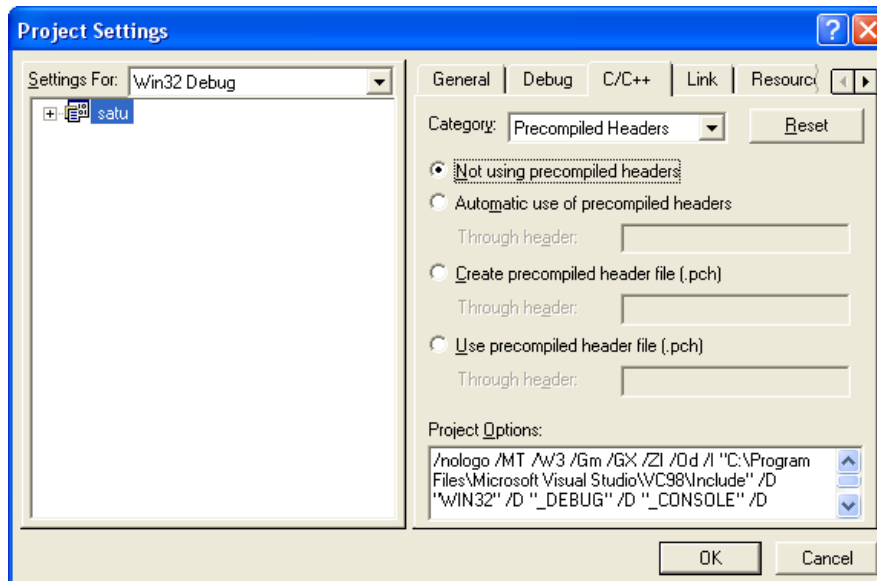 Project Settings
Settings For: Win32 Debug
satu
General Debug C/C++ Link Resourc
Category: Precompiled Headers Reset
Not using precompiled headers
Automatic use of precompiled headers
Through header:
Create precompiled header file (.pch)
Through header:
Use precompiled header file (.pch)
Through header:
Project Options:
/nologo /MT /W3 /Gm /GX /ZI /Od /I "C:\Program
Files\Microsoft Visual Studio\VC98\Include" /D
"WIN32" /D "_DEBUG" /D "_CONSOLE" /D
OK Cancel